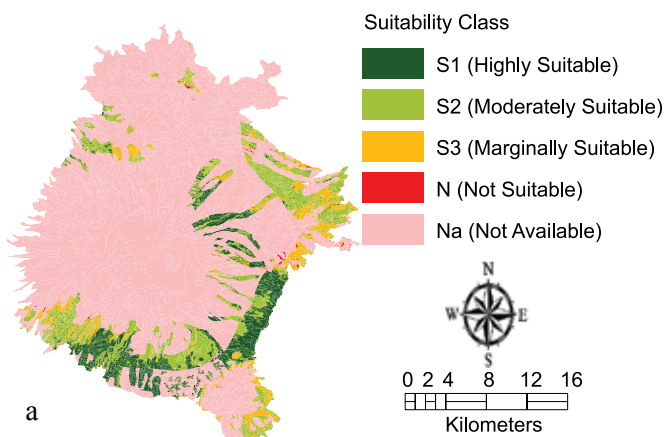 Suitability Class
S1 (Highly Suitable)
S2 (Moderately Suitable)
S3 (Marginally Suitable)
N (Not Suitable)
Na (Not Available)
N
W E
S
0 2 4 8 12 16
Kilometers
a